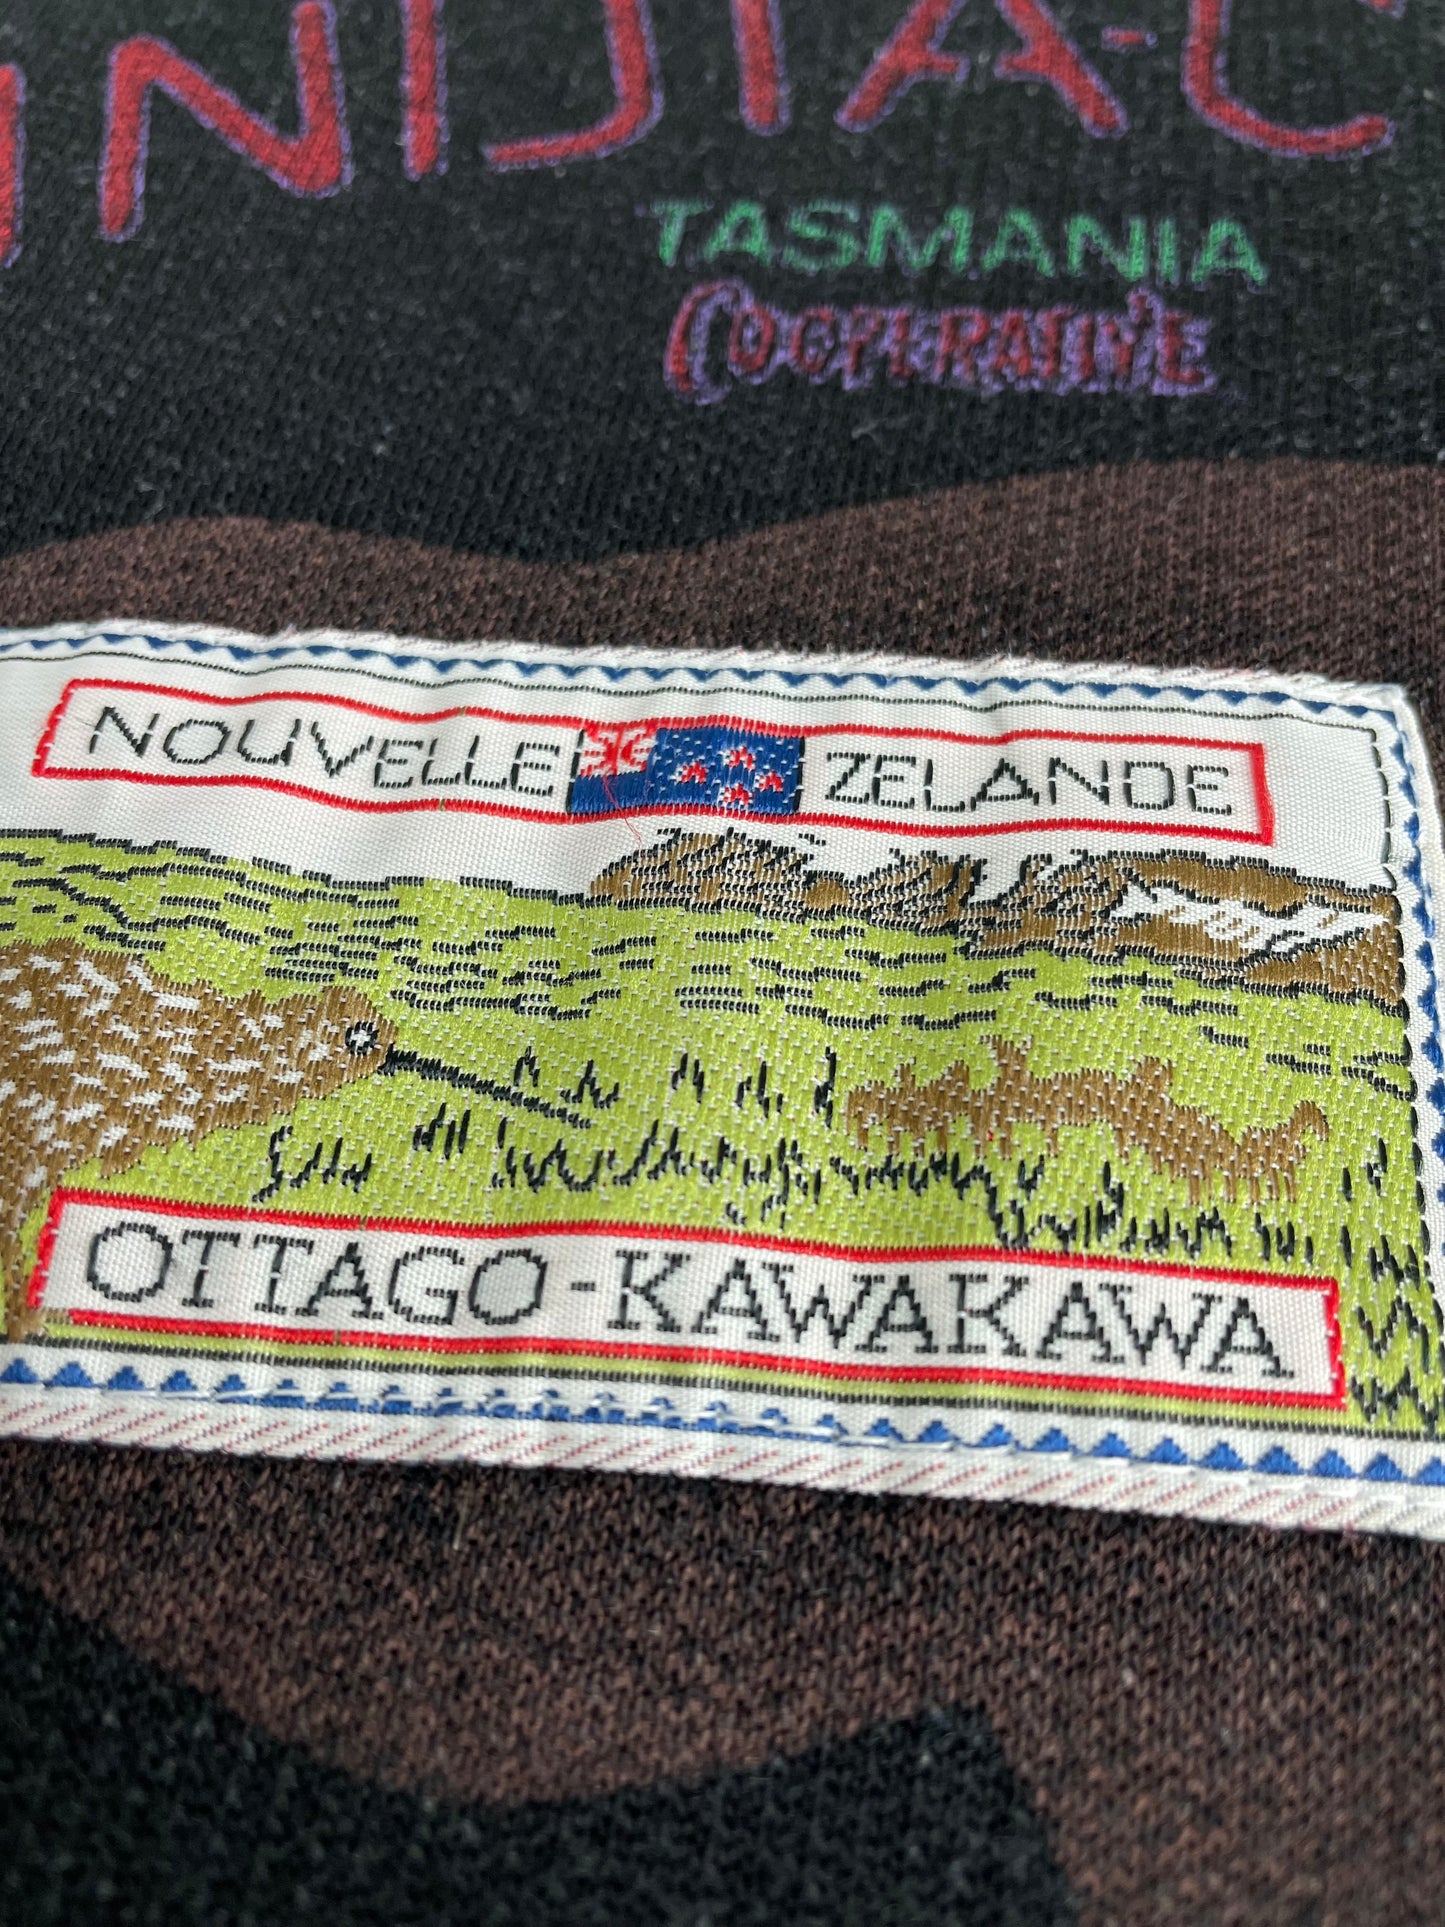 TASMANIA
COOPERATIVE
NOUVELLE ZELANDE
OTTAGO-KAWAKAWA